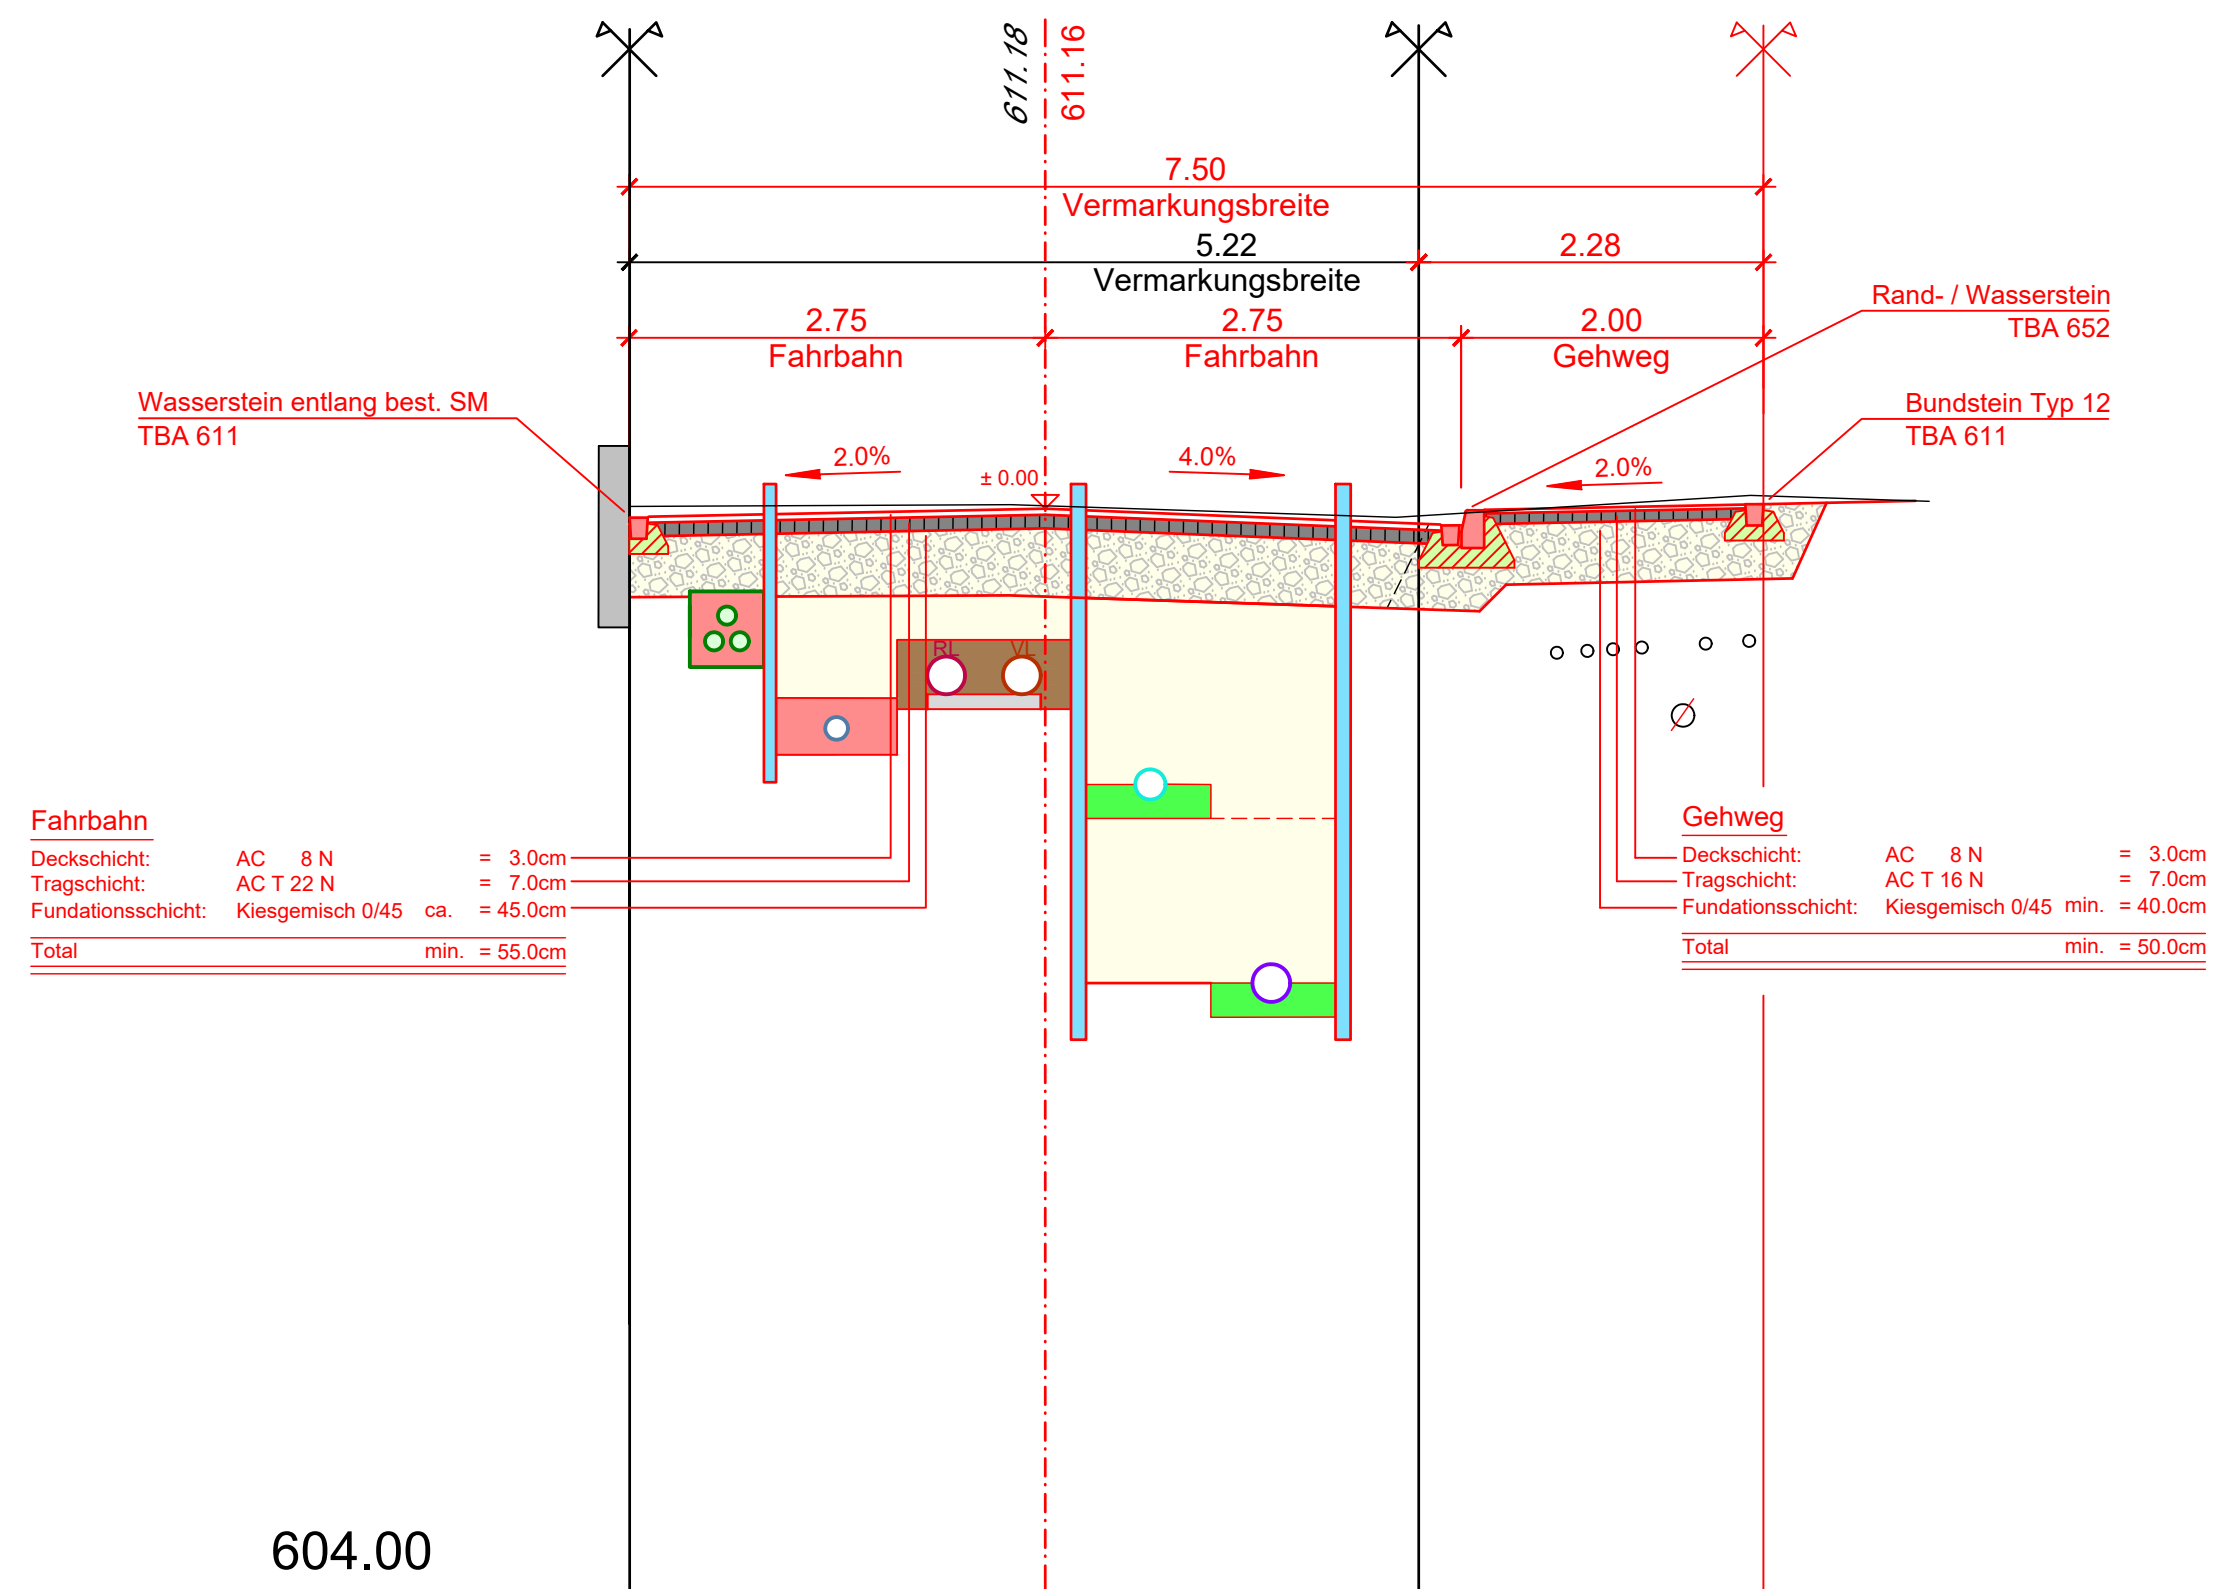 611.18
611.16
7.50
Vermarkungsbreite
5.22
2.28
Vermarkungsbreite
Rand- / Wasserstein
TBA 652
2.75
2.75
2.00
Fahrbahn
Fahrbahn
Gehweg
Wasserstein entlang best. SM
TBA 611
Bundstein Typ 12
TBA 611
2.0%
± 0.00
4.0%
2.0%
RL
VL
Fahrbahn
Deckschicht: AC 8 N = 3.0cm
Tragschicht: AC T 22 N = 7.0cm
Fundationsschicht: Kiesgemisch 0/45 ca. = 45.0cm
Total min. = 55.0cm
Gehweg
Deckschicht: AC 8 N = 3.0cm
Tragschicht: AC T 16 N = 7.0cm
Fundationsschicht: Kiesgemisch 0/45 min. = 40.0cm
Total min. = 50.0cm
604.00